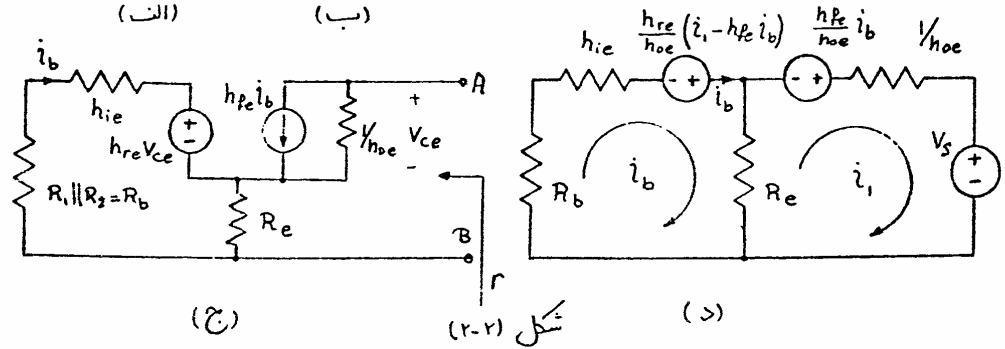 (الف)
(ب)
i_b
h_ie
h_re V_ce
R_1 || R_2 = R_b
h_fe i_b
1/h_oe
+
V_ce
-
A
R_e
B
r
(ج)
h_ie
h_re/h_oe (i_1 - h_fe i_b)
h_fe/h_oe i_b
1/h_oe
- +
i_b
- +
R_b
i_b
R_e
i_1
V_s
+
-
(د)
شکل (۲-۲)